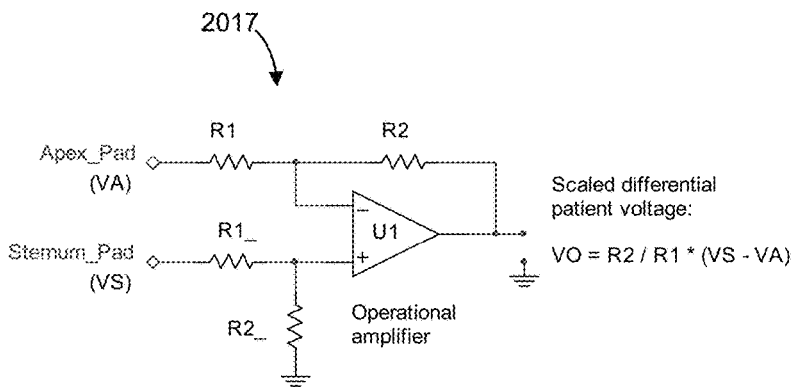 2017
R1
R2
Apex_Pad
(VA)
−
U1
+
Scaled differential
patient voltage:
VO = R2 / R1 * (VS - VA)
R1_
Sternum_Pad
(VS)
R2_
Operational
amplifier